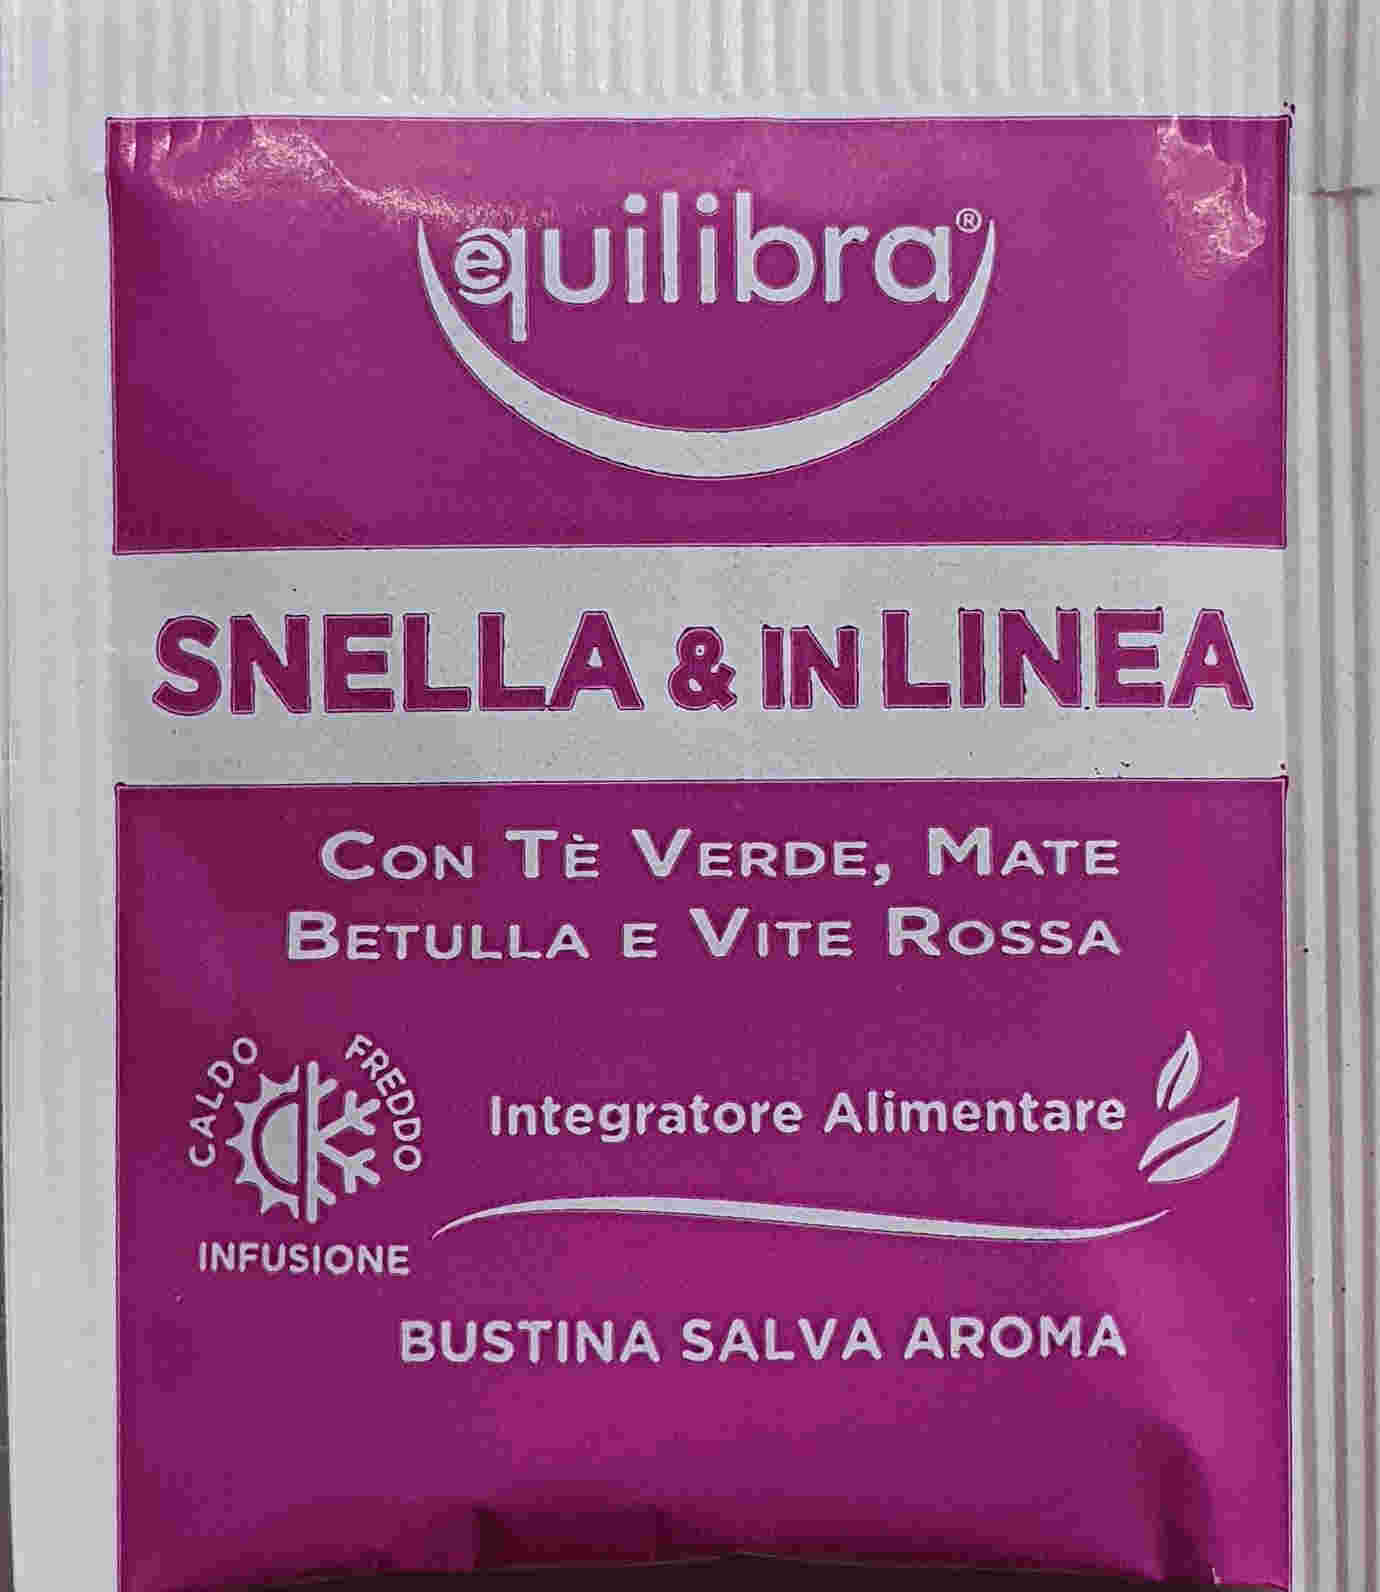 equilibra®
SNELLA & IN LINEA
CON TÈ VERDE, MATE
BETULLA E VITE ROSSA
CALDO FREDDO
INFUSIONE
Integratore Alimentare
BUSTINA SALVA AROMA